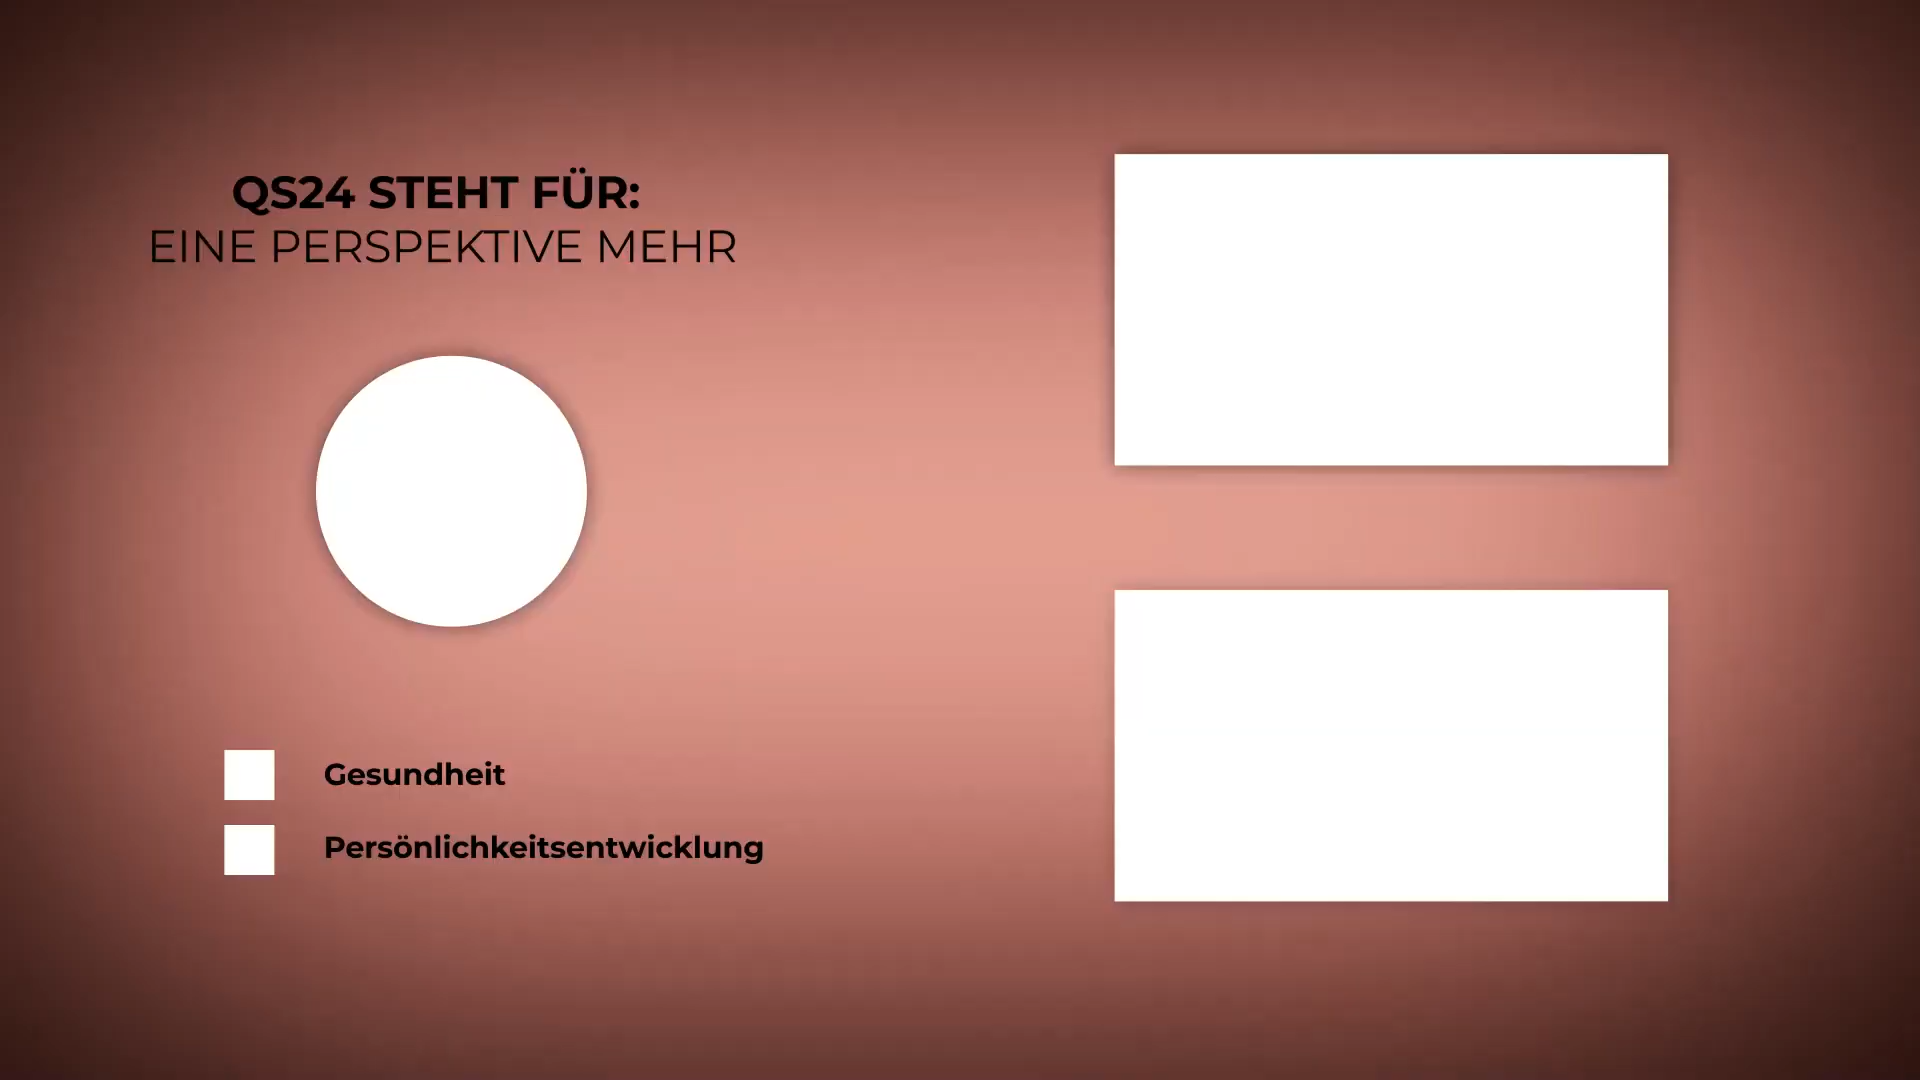 QS24 STEHT FÜR:
EINE PERSPEKTIVE MEHR
Gesundheit
Persönlichkeitsentwicklung